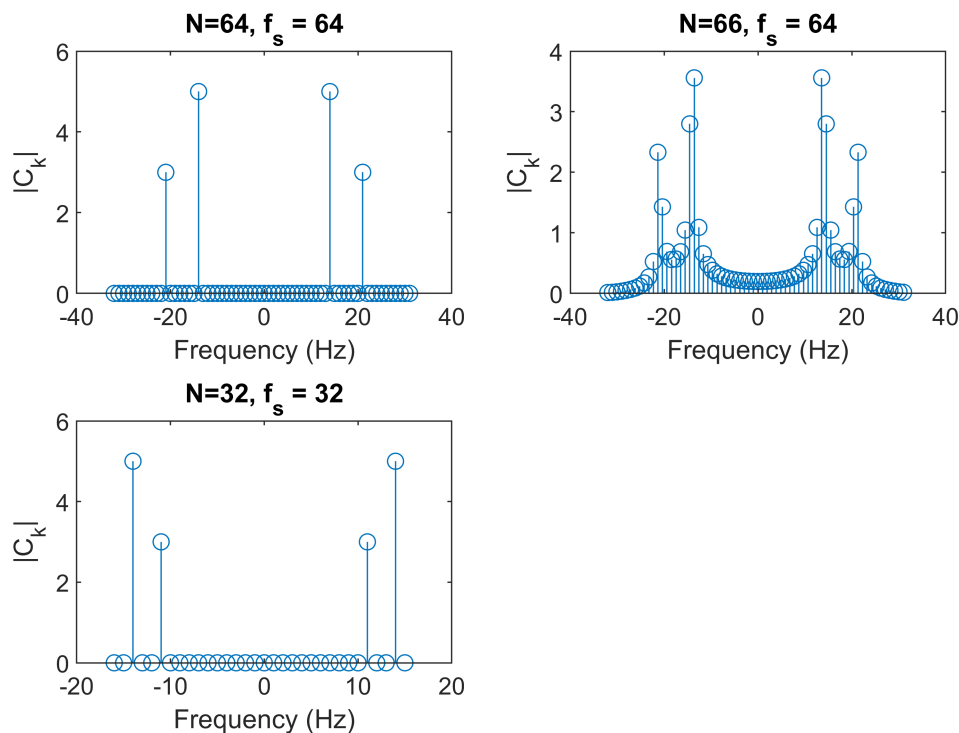 N=64, f_s = 64
6
4
2
0
-40 -20 0 20 40
|C_k|
Frequency (Hz)
N=66, f_s = 64
4
3
2
1
0
-40 -20 0 20 40
|C_k|
Frequency (Hz)
N=32, f_s = 32
6
4
2
0
-20 -10 0 10 20
|C_k|
Frequency (Hz)